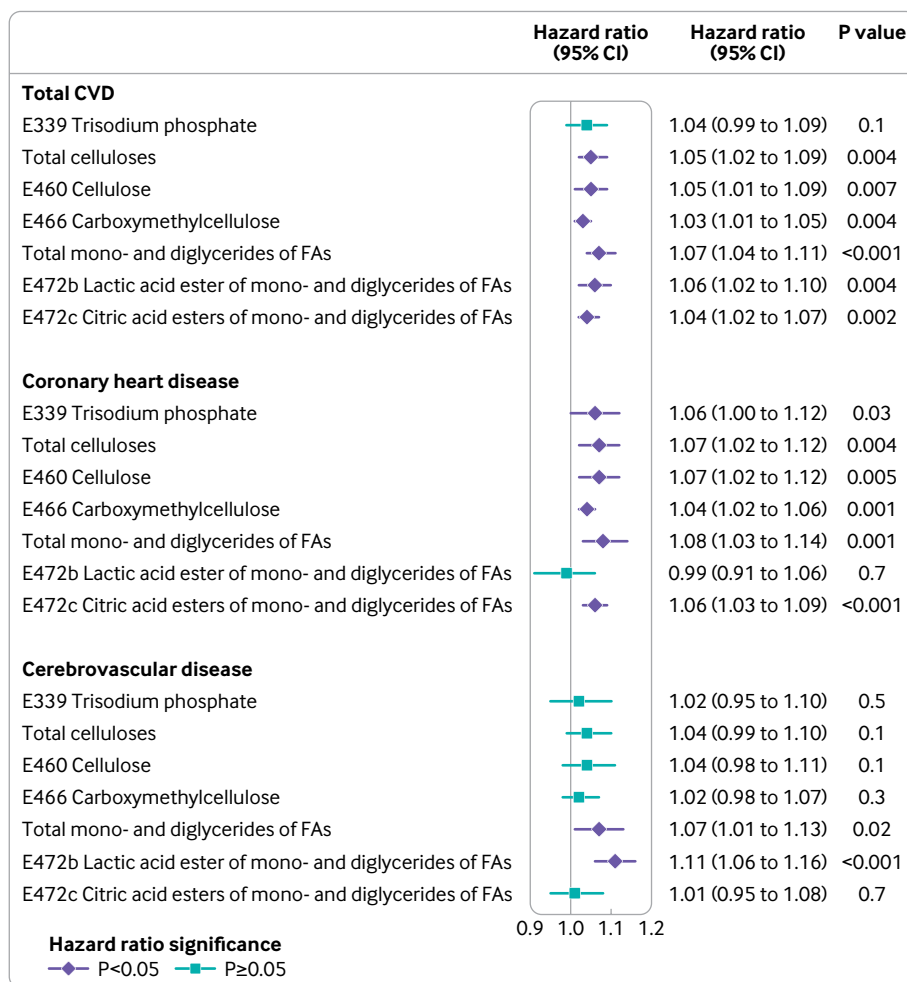 Hazard ratio (95% CI) Hazard ratio (95% CI) P value
Total CVD
E339 Trisodium phosphate 1.04 (0.99 to 1.09) 0.1
Total celluloses 1.05 (1.02 to 1.09) 0.004
E460 Cellulose 1.05 (1.01 to 1.09) 0.007
E466 Carboxymethylcellulose 1.03 (1.01 to 1.05) 0.004
Total mono- and diglycerides of FAs 1.07 (1.04 to 1.11) <0.001
E472b Lactic acid ester of mono- and diglycerides of FAs 1.06 (1.02 to 1.10) 0.004
E472c Citric acid esters of mono- and diglycerides of FAs 1.04 (1.02 to 1.07) 0.002
Coronary heart disease
E339 Trisodium phosphate 1.06 (1.00 to 1.12) 0.03
Total celluloses 1.07 (1.02 to 1.12) 0.004
E460 Cellulose 1.07 (1.02 to 1.12) 0.005
E466 Carboxymethylcellulose 1.04 (1.02 to 1.06) 0.001
Total mono- and diglycerides of FAs 1.08 (1.03 to 1.14) 0.001
E472b Lactic acid ester of mono- and diglycerides of FAs 0.99 (0.91 to 1.06) 0.7
E472c Citric acid esters of mono- and diglycerides of FAs 1.06 (1.03 to 1.09) <0.001
Cerebrovascular disease
E339 Trisodium phosphate 1.02 (0.95 to 1.10) 0.5
Total celluloses 1.04 (0.99 to 1.10) 0.1
E460 Cellulose 1.04 (0.98 to 1.11) 0.1
E466 Carboxymethylcellulose 1.02 (0.98 to 1.07) 0.3
Total mono- and diglycerides of FAs 1.07 (1.01 to 1.13) 0.02
E472b Lactic acid ester of mono- and diglycerides of FAs 1.11 (1.06 to 1.16) <0.001
E472c Citric acid esters of mono- and diglycerides of FAs 1.01 (0.95 to 1.08) 0.7
0.9 1.0 1.1 1.2
Hazard ratio significance
P<0.05 P≥0.05